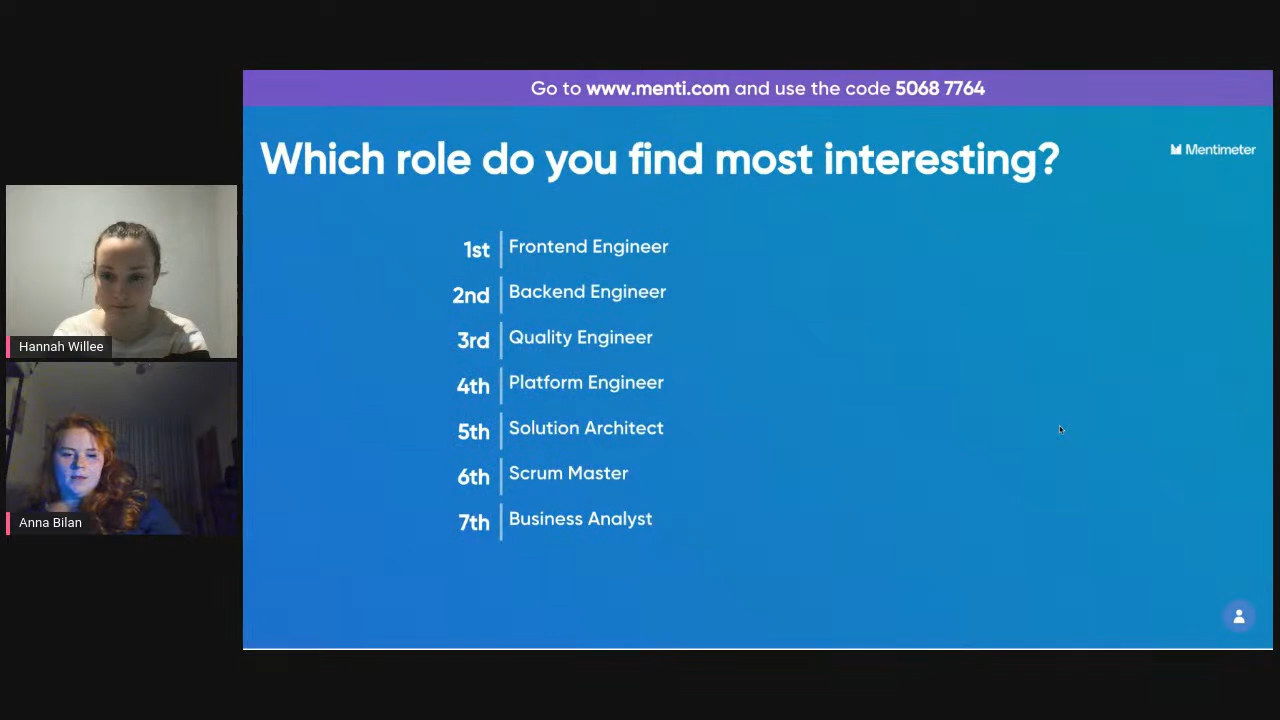 Go to www.menti.com and use the code 5068 7764
Which role do you find most interesting?
Mentimeter
1st Frontend Engineer
2nd Backend Engineer
3rd Quality Engineer
4th Platform Engineer
5th Solution Architect
6th Scrum Master
7th Business Analyst
Hannah Willee
Anna Bilan